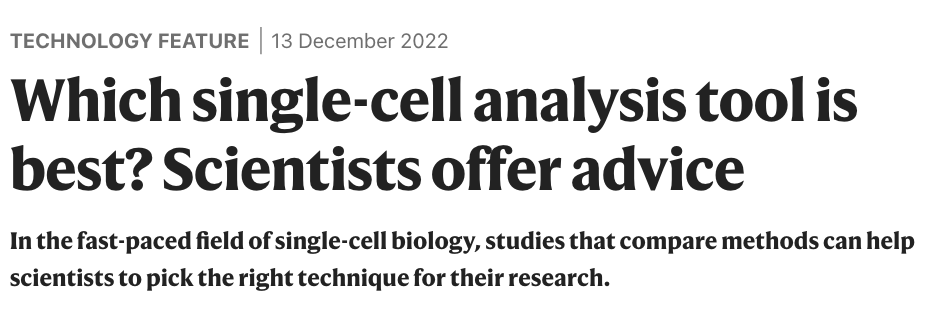 TECHNOLOGY FEATURE | 13 December 2022
Which single-cell analysis tool is
best? Scientists offer advice
In the fast-paced field of single-cell biology, studies that compare methods can help
scientists to pick the right technique for their research.